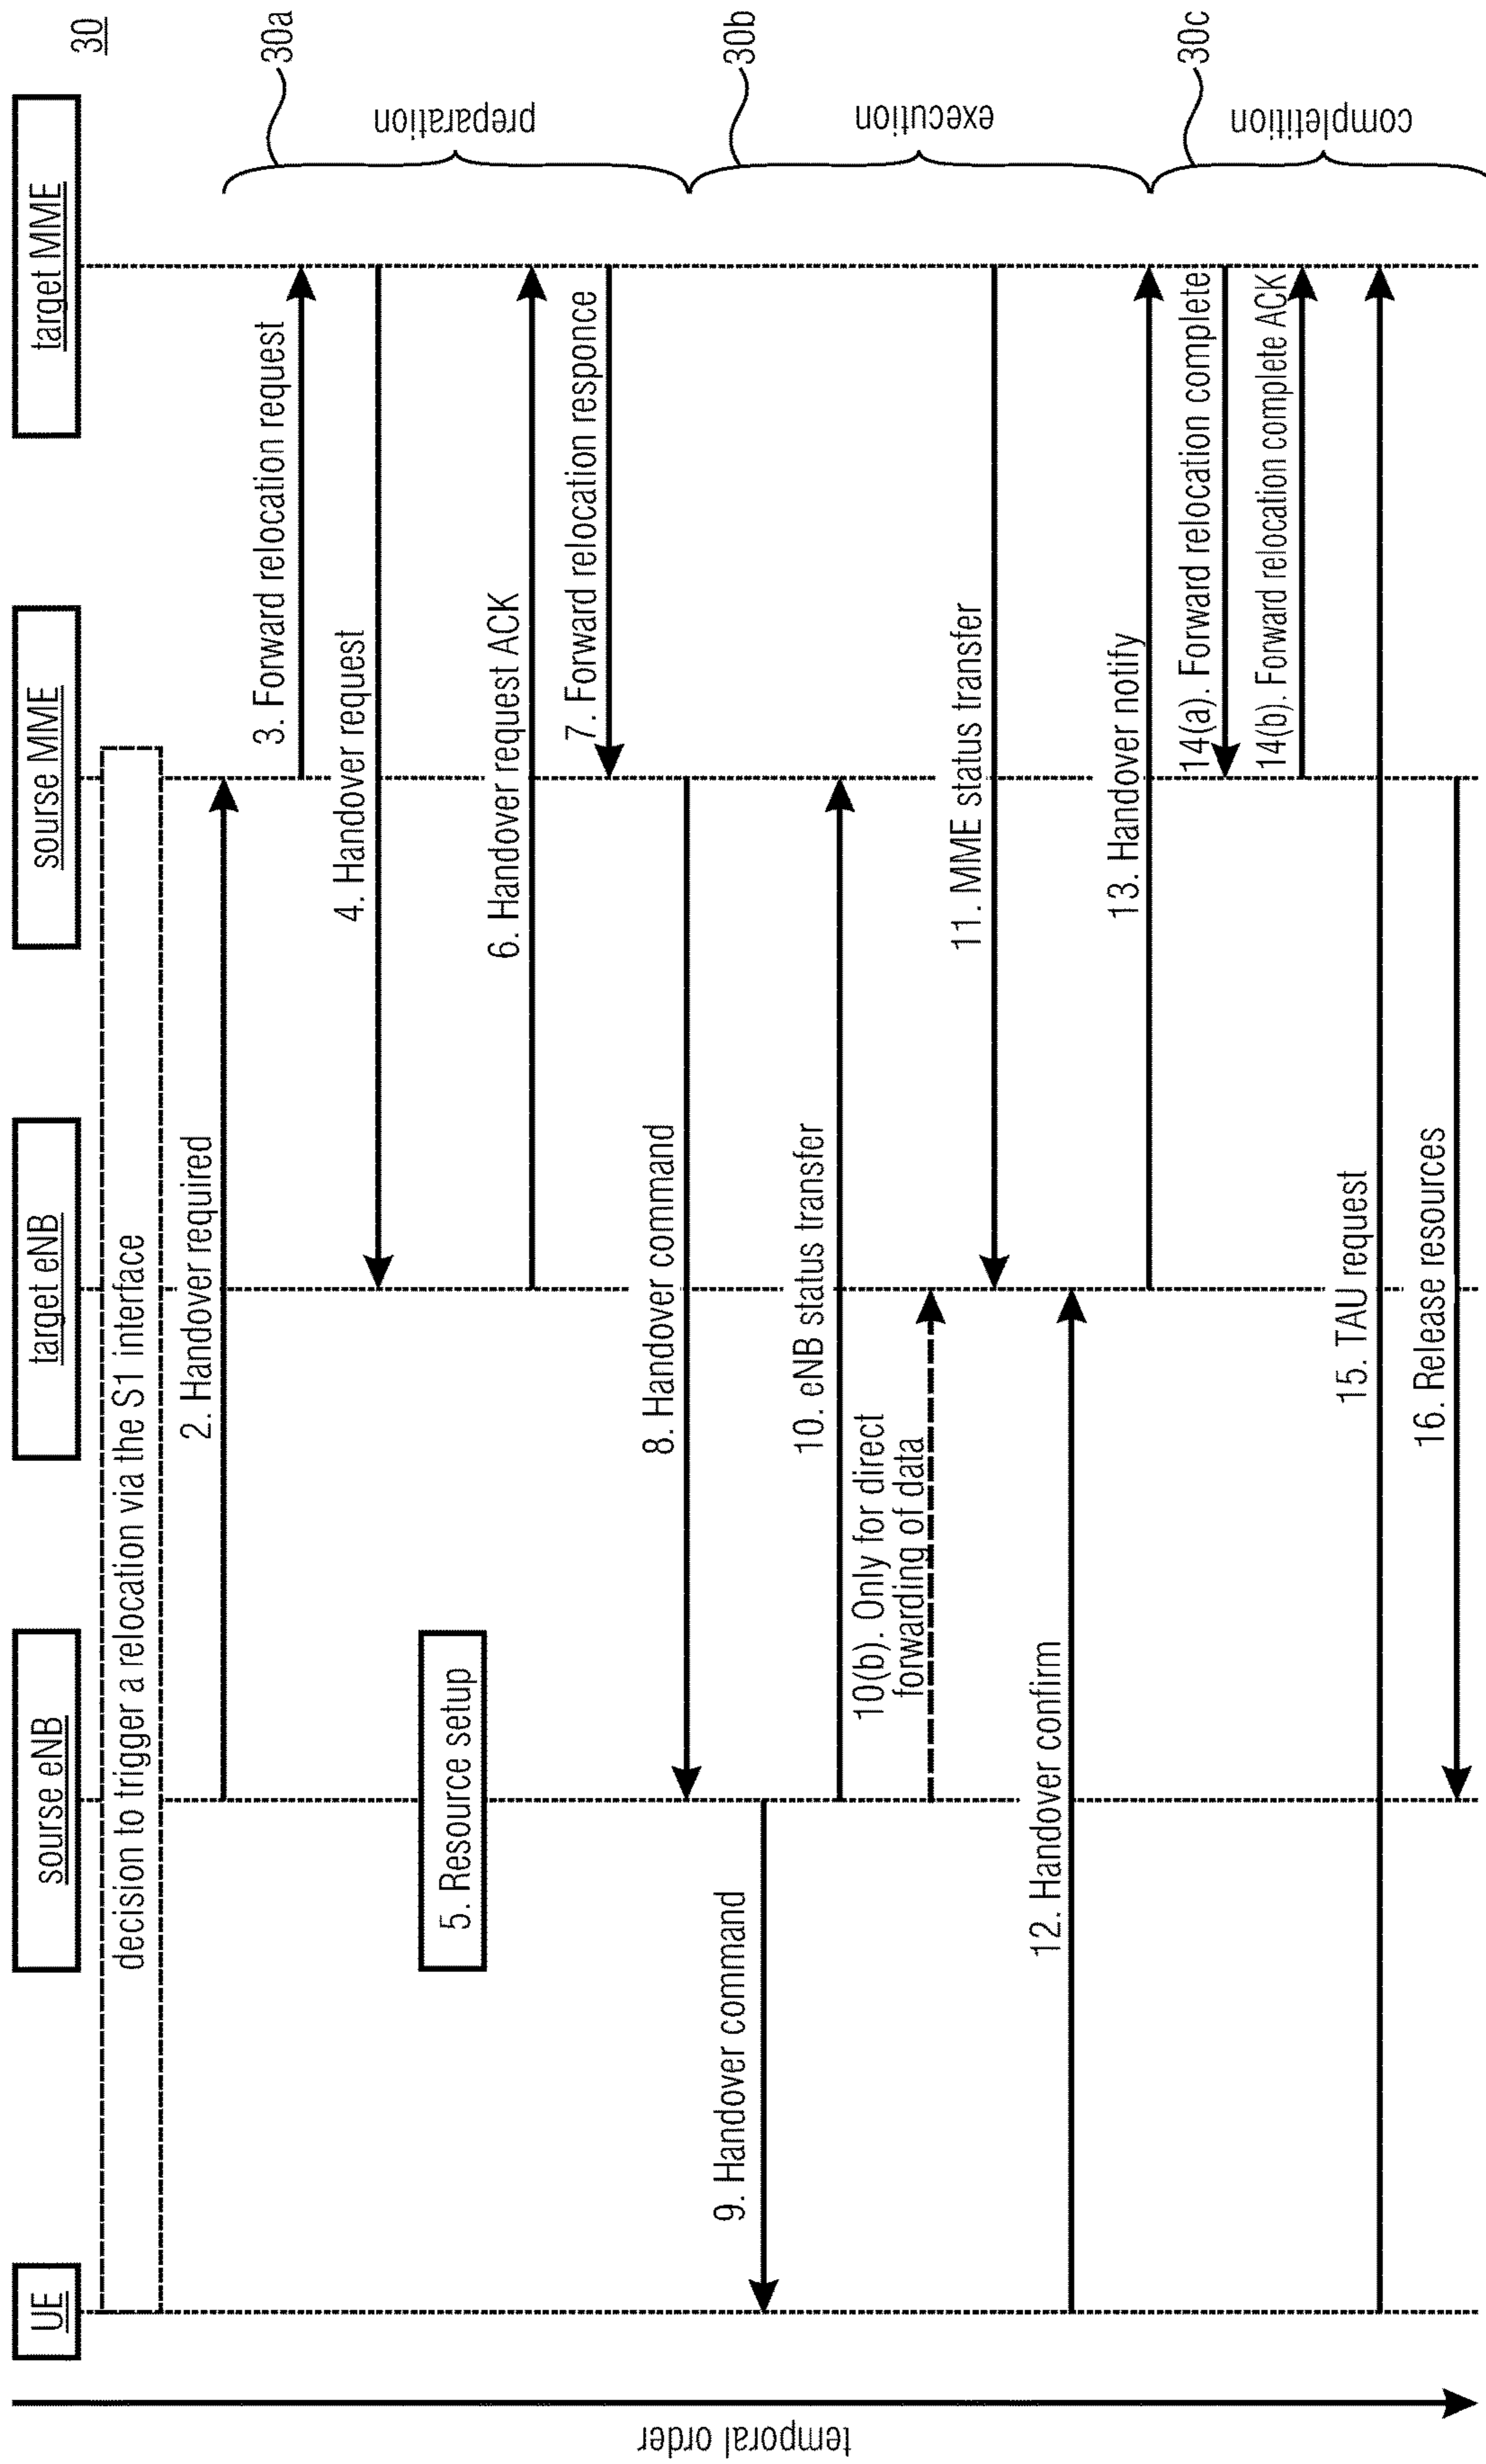 30
UE
sourse eNB
target eNB
sourse MME
target MME
decision to trigger a relocation via the S1 interface
2. Handover required
3. Forward relocation request
4. Handover request
5. Resource setup
6. Handover request ACK
7. Forward relocation responce
8. Handover command
9. Handover command
10. eNB status transfer
10(b). Only for direct
forwarding of data
11. MME status transfer
12. Handover confirm
13. Handover notify
14(a). Forward relocation complete
14(b). Forward relocation complete ACK
15. TAU request
16. Release resources
30a
preparation
30b
execution
30c
completition
temporal order